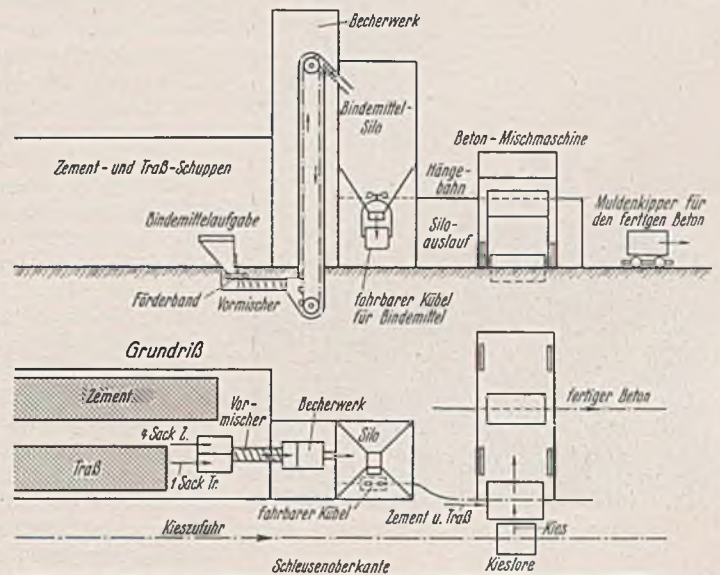 Becherwerk
Bindemittel-
Silo
Beton-Mischmaschine
Zement- und Traß-Schuppen
Hänge-
bahn
Muldenkipper für
den fertigen Beton
Bindemittelaufgabe
Silo-
auslauf
Förderband
Vormischer
fahrbarer Kübel
für Bindemittel
Grundriß
Zement
Vor-
mischer
Becherwerk
fertiger Beton
4 Sack Z.
Silo
Traß
1 Sack Tr.
fahrbarer Kübel
Zement u. Traß
Kieszufuhr
Kies
Schleusenoberkante
Kieslore